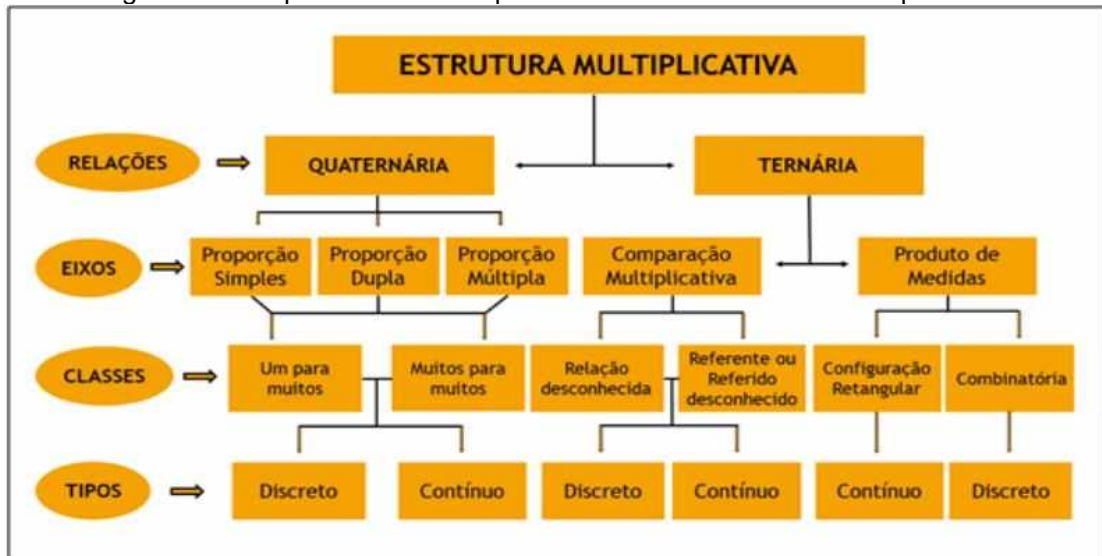 ESTRUTURA MULTIPLICATIVA
RELAÇÕES
QUATERNÁRIA
TERNÁRIA
EIXOS
Proporção
Simples
Proporção
Dupla
Proporção
Múltipla
Comparação
Multiplicativa
Produto de
Medidas
CLASSES
Um para
muitos
Muitos para
muitos
Relação
desconhecida
Referente ou
Referido
desconhecido
Configuração
Retangular
Combinatória
TIPOS
Discreto
Contínuo
Discreto
Contínuo
Contínuo
Discreto